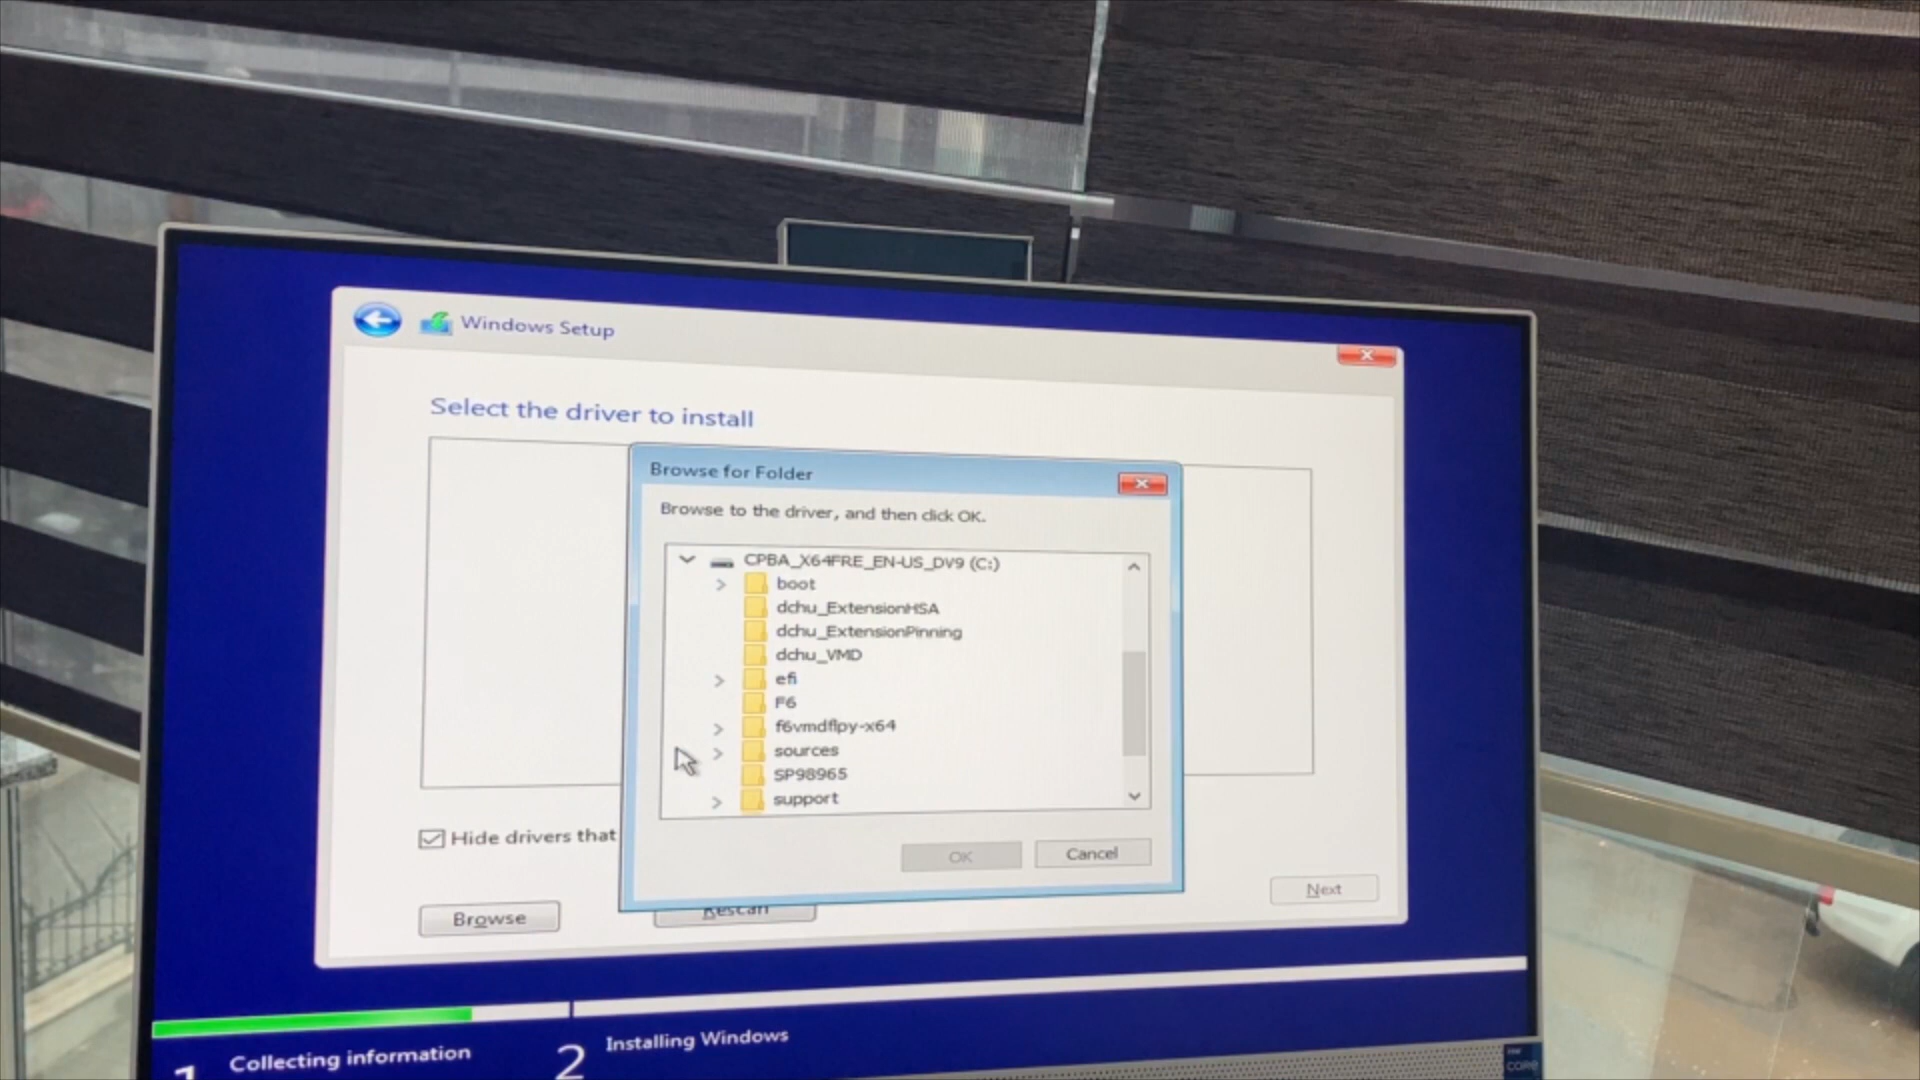 Windows Setup
Select the driver to install
Browse for Folder
Browse to the driver, and then click OK.
CPBA_X64FRE_EN-US_DV9 (C:)
boot
dchu_ExtensionHSA
dchu_ExtensionPinning
dchu_VMD
efi
F6
f6vmdflpy-x64
sources
SP98965
support
OK
Cancel
Hide drivers that
Browse
Rescan
Next
1 Collecting information
2 Installing Windows
CORE